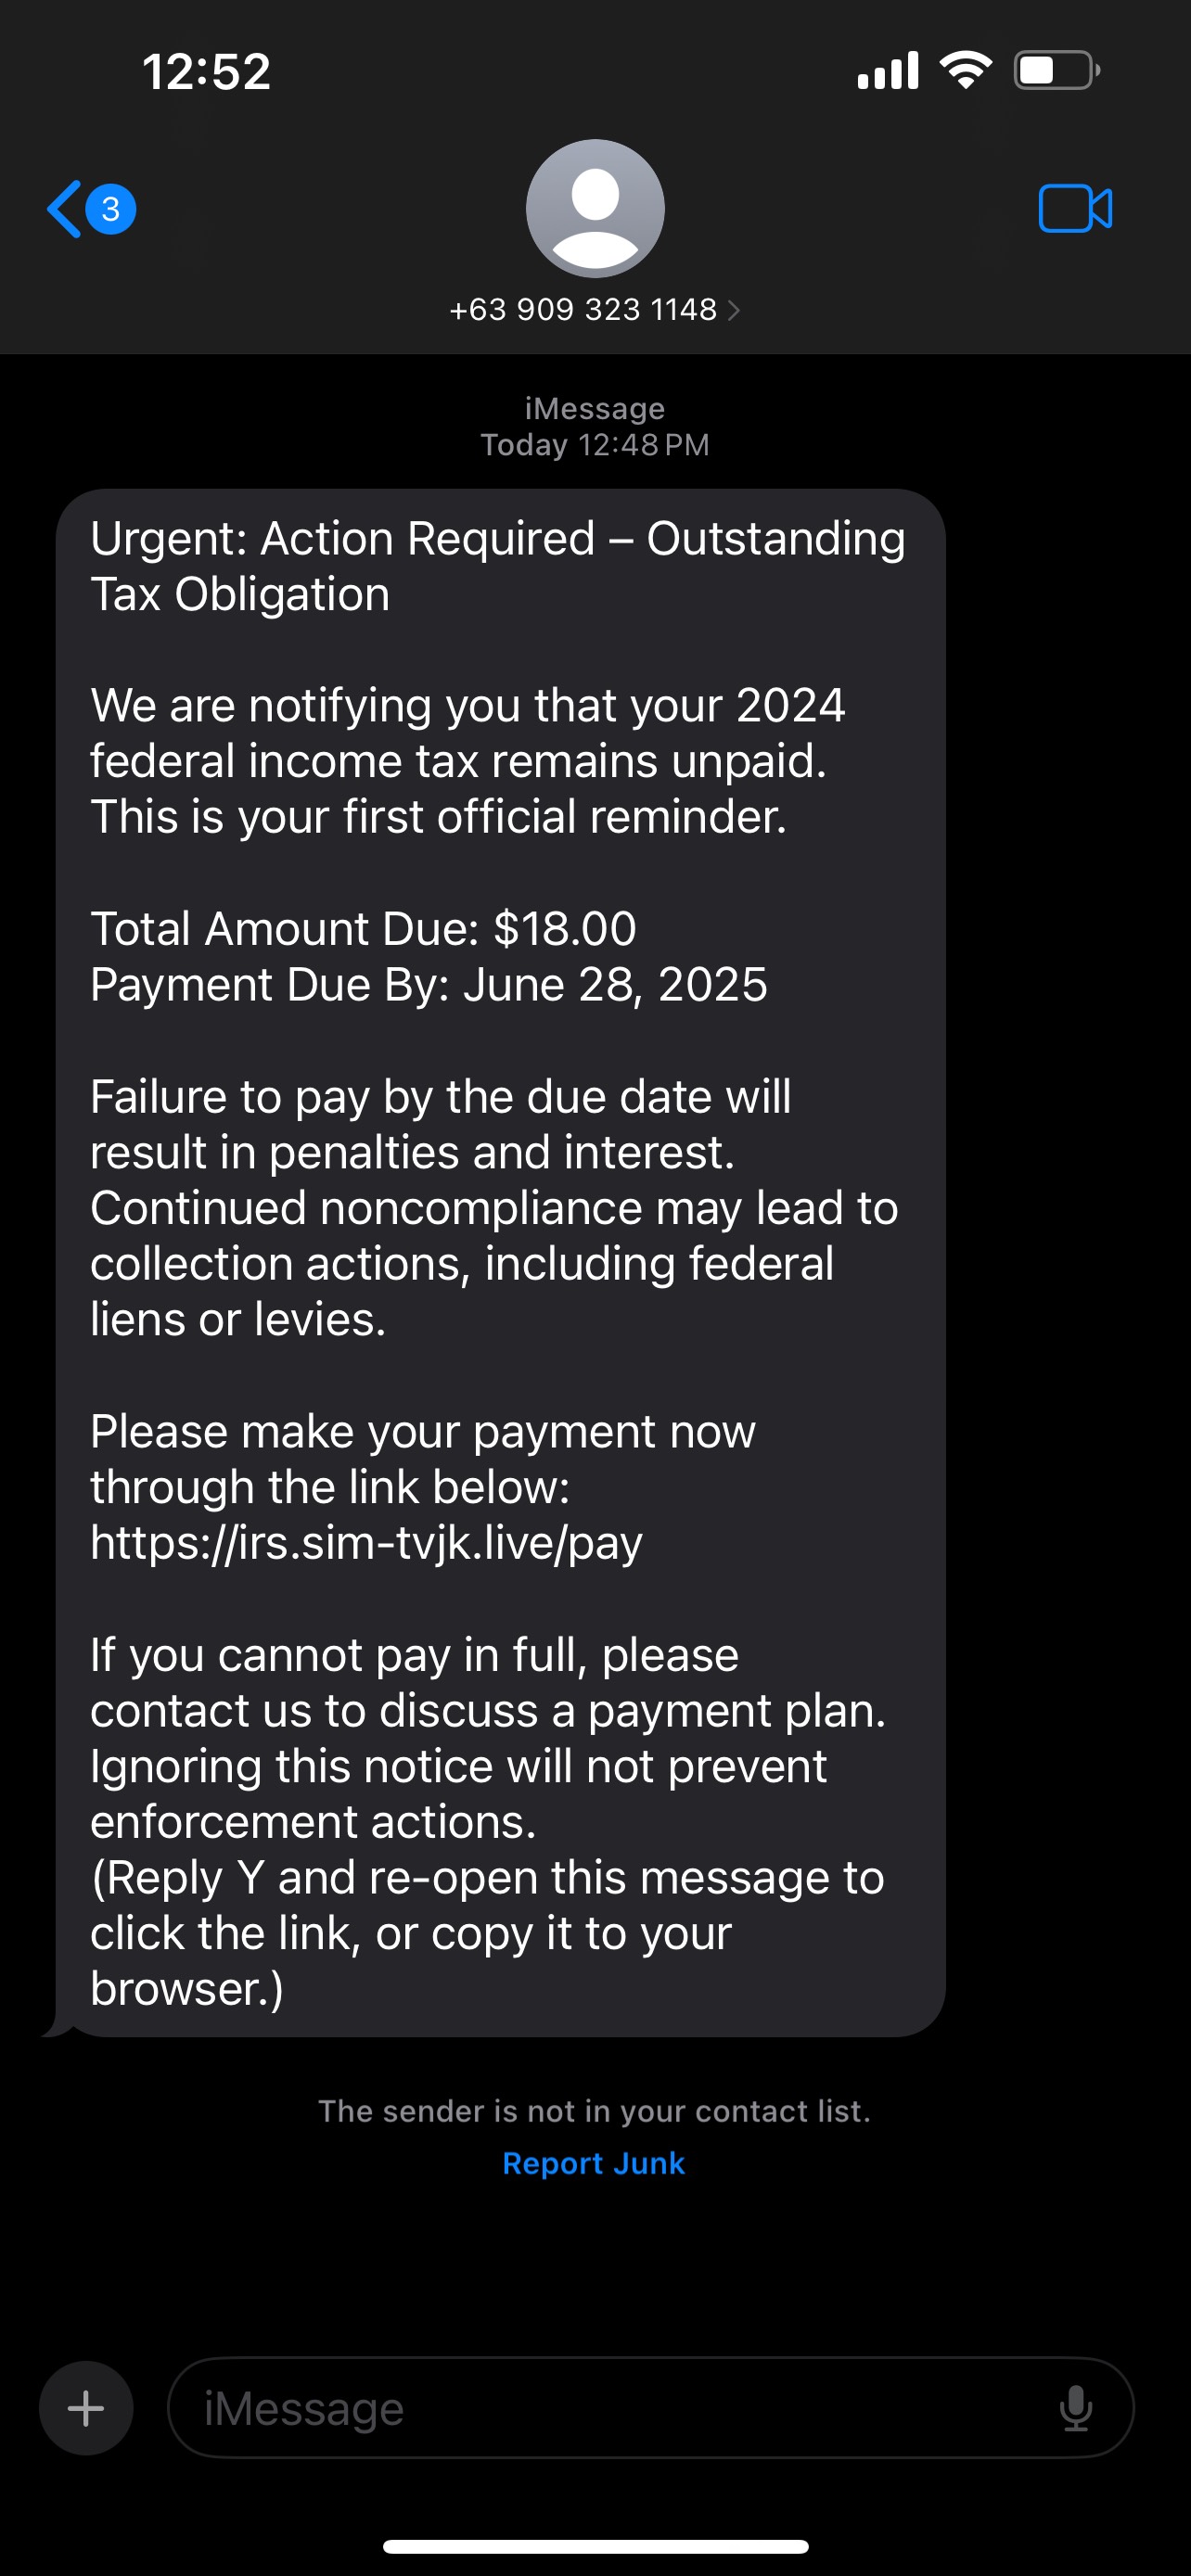 12:52
3
+63 909 323 1148
iMessage
Today 12:48 PM
Urgent: Action Required – Outstanding
Tax Obligation
We are notifying you that your 2024
federal income tax remains unpaid.
This is your first official reminder.
Total Amount Due: $18.00
Payment Due By: June 28, 2025
Failure to pay by the due date will
result in penalties and interest.
Continued noncompliance may lead to
collection actions, including federal
liens or levies.
Please make your payment now
through the link below:
https://irs.sim-tvjk.live/pay
If you cannot pay in full, please
contact us to discuss a payment plan.
Ignoring this notice will not prevent
enforcement actions.
(Reply Y and re-open this message to
click the link, or copy it to your
browser.)
The sender is not in your contact list.
Report Junk
iMessage